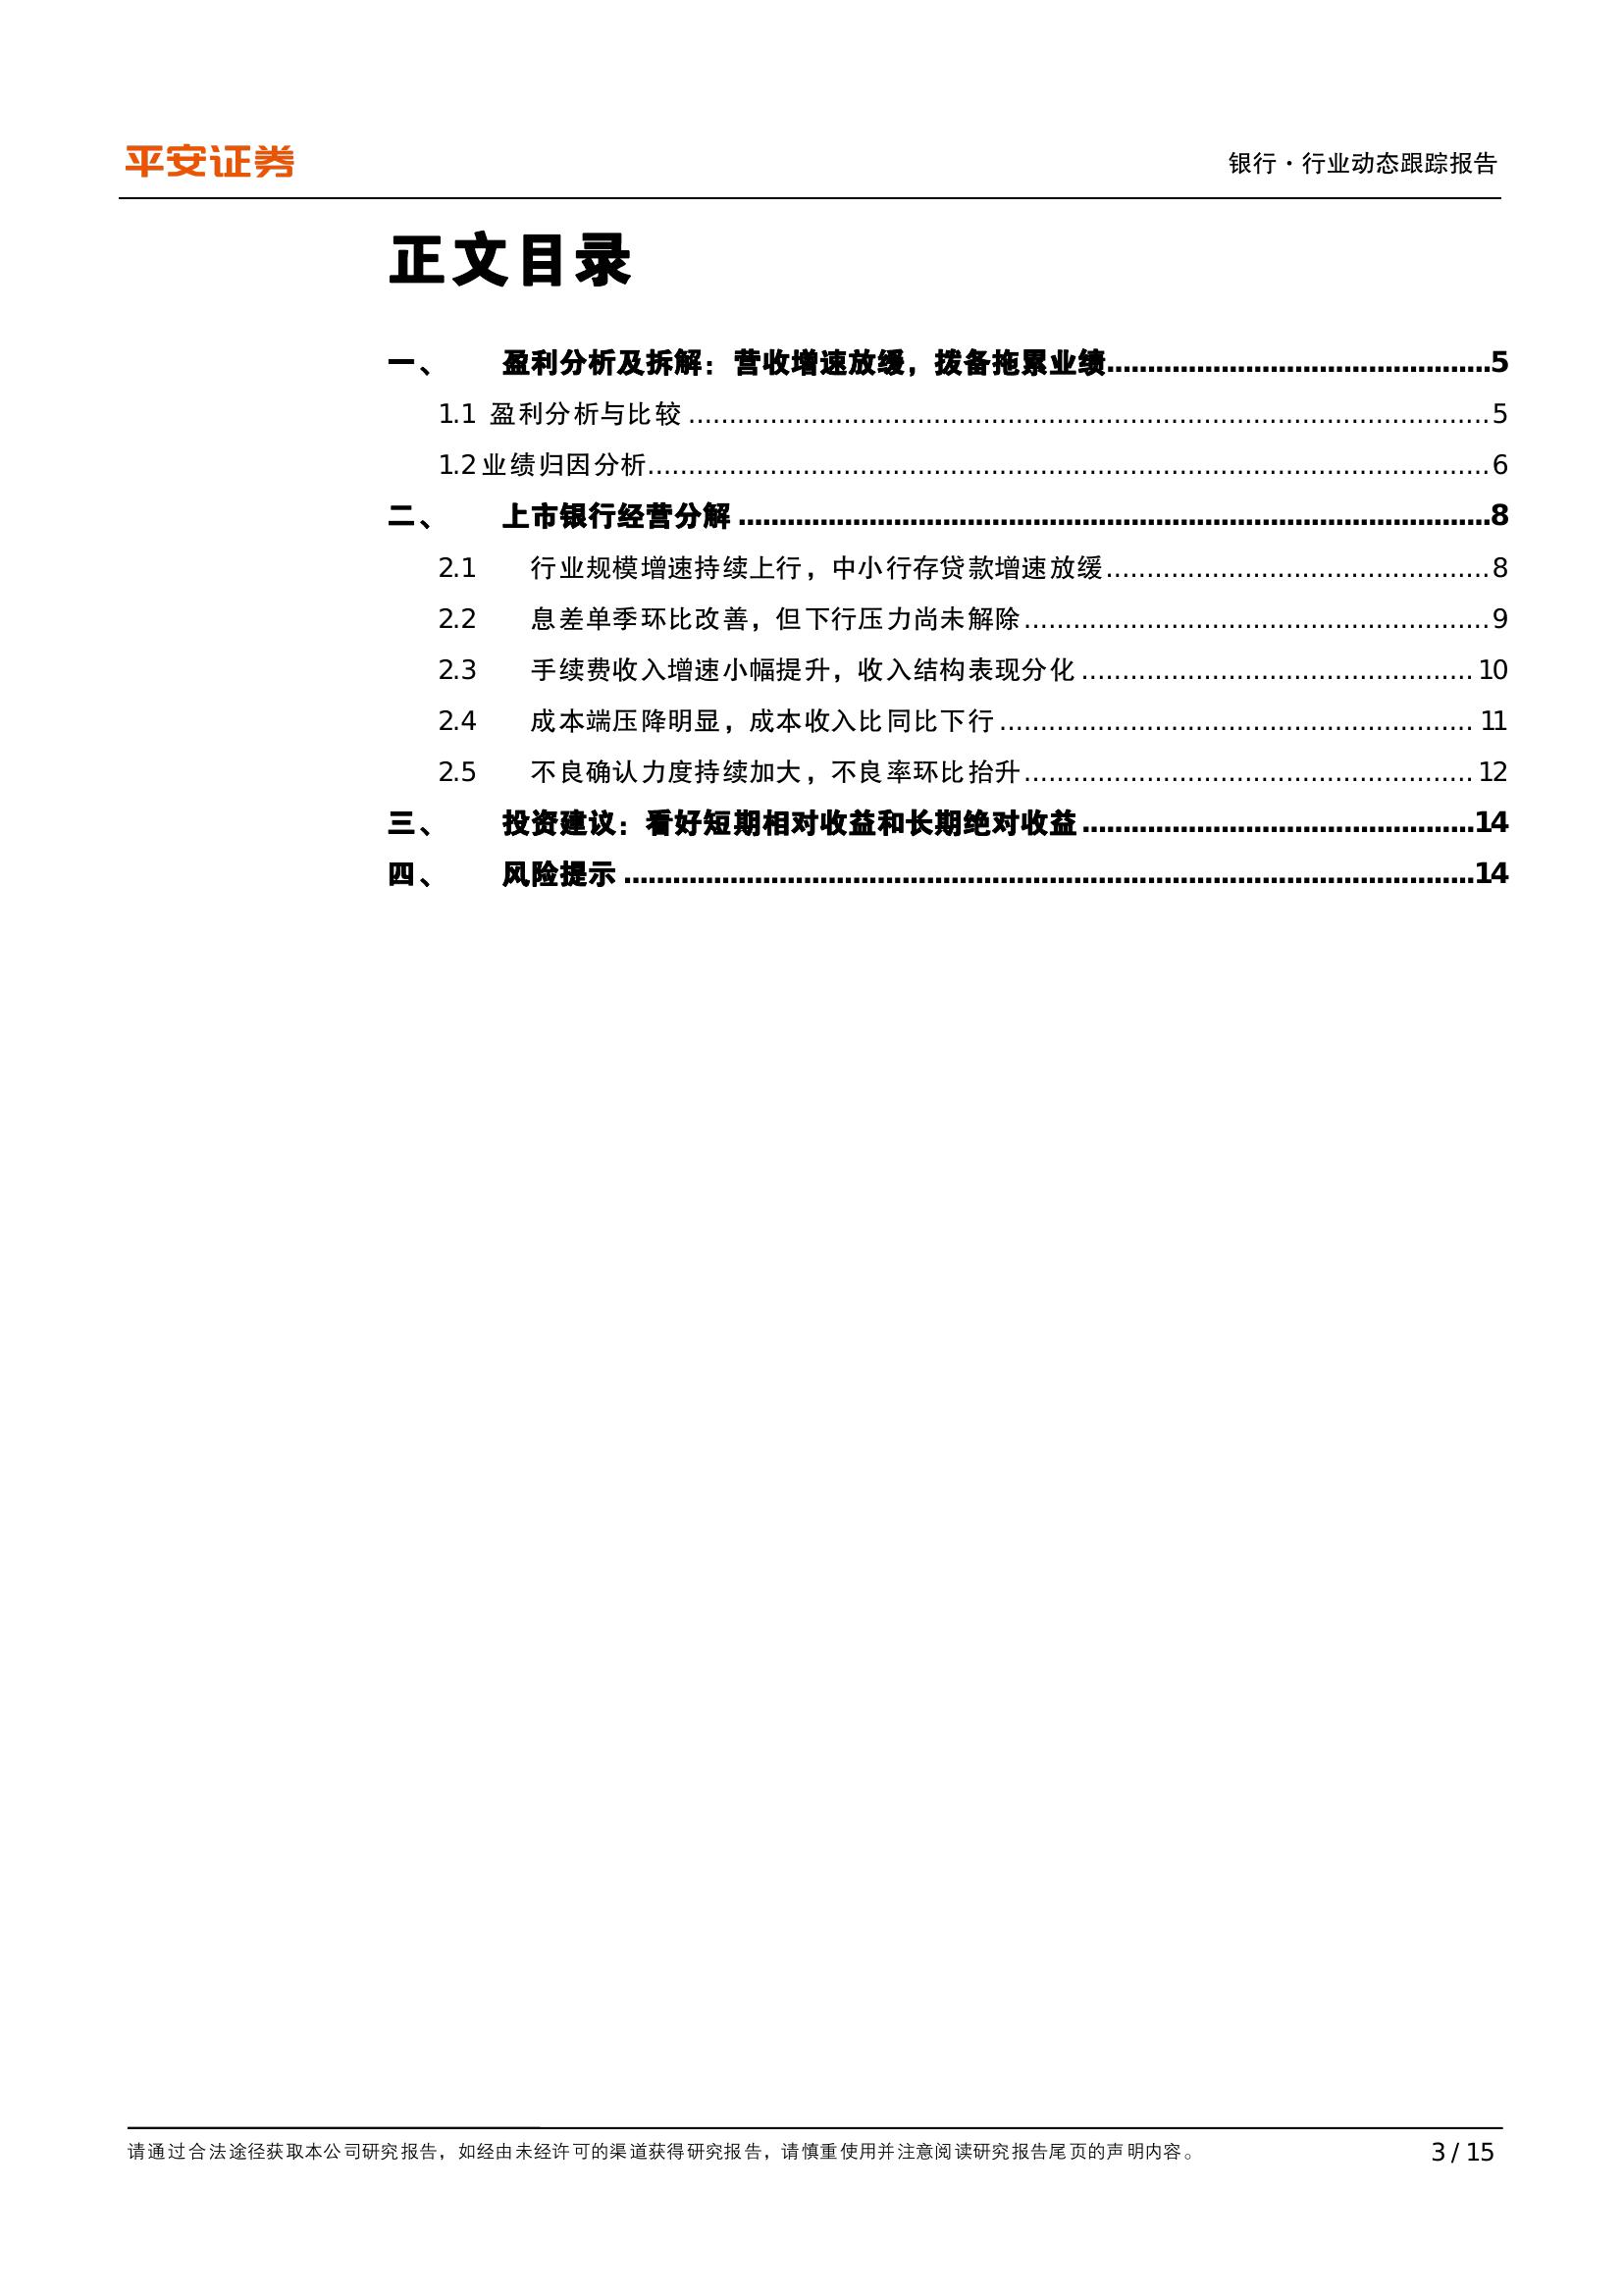 平安证券
银行·行业动态跟踪报告
正文目录
一、 盈利分析及拆解：营收增速放缓，拨备拖累业绩 5
1.1 盈利分析与比较 5
1.2业绩归因分析 6
二、 上市银行经营分解 8
2.1 行业规模增速持续上行，中小行存贷款增速放缓 8
2.2 息差单季环比改善，但下行压力尚未解除 9
2.3 手续费收入增速小幅提升，收入结构表现分化 10
2.4 成本端压降明显，成本收入比同比下行 11
2.5 不良确认力度持续加大，不良率环比抬升 12
三、 投资建议：看好短期相对收益和长期绝对收益 14
四、 风险提示 14
请通过合法途径获取本公司研究报告，如经由未经许可的渠道获得研究报告，请慎重使用并注意阅读研究报告尾页的声明内容。
3 / 15